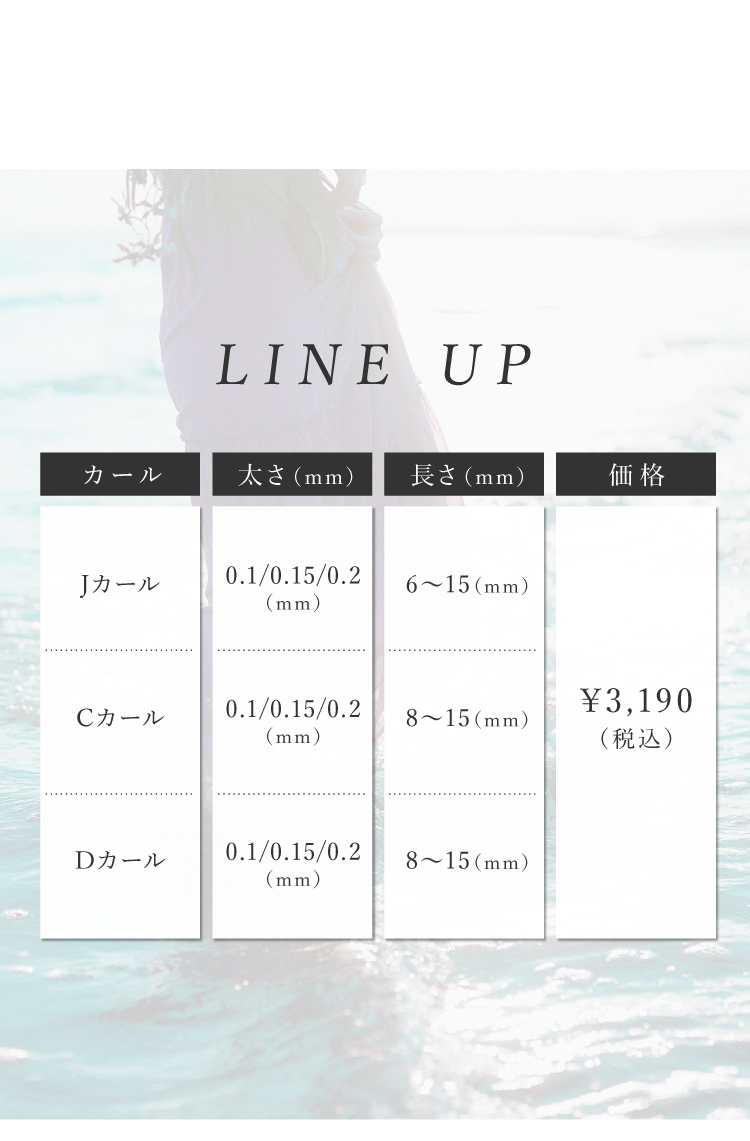 LINE UP
カール 太さ（mm） 長さ（mm） 価格
Jカール 0.1/0.15/0.2（mm） 6〜15（mm）
Cカール 0.1/0.15/0.2（mm） 8〜15（mm） ¥3,190（税込）
Dカール 0.1/0.15/0.2（mm） 8〜15（mm）